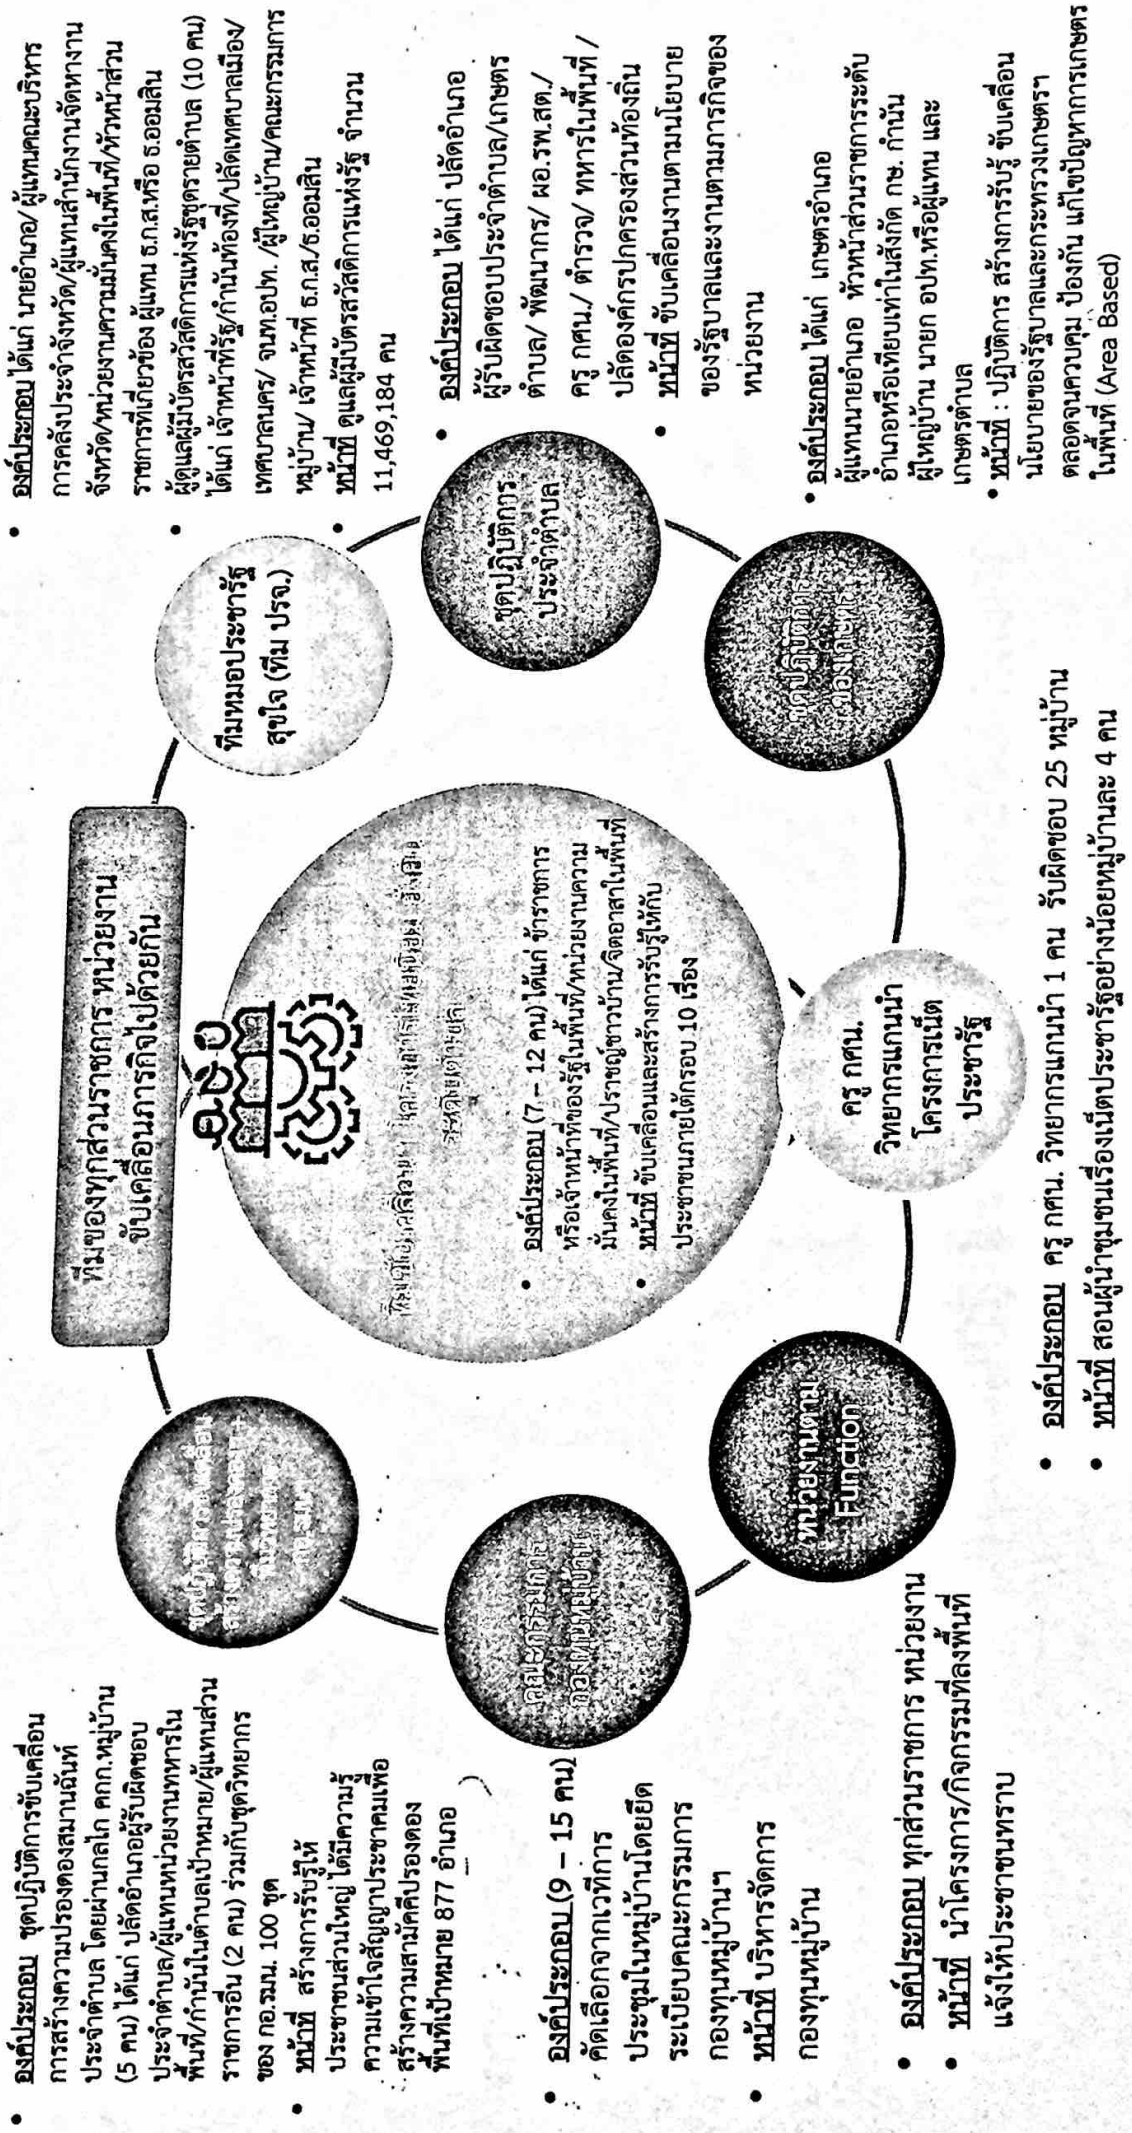 ทีมของทุกส่วนราชการ หน่วยงาน
ขับเคลื่อนภารกิจไปด้วยกัน
ทีมหมอประชารัฐ
สุขใจ (ทีม ปรจ.)
• องค์ประกอบ ได้แก่ นายอำเภอ/ ผู้แทนคณะบริหาร
การคลังประจำจังหวัด/ผู้แทนสำนักงานจัดหางาน
จังหวัด/หน่วยงานความมั่นคงในพื้นที่/หัวหน้าส่วน
ราชการที่เกี่ยวข้อง ผู้แทน ธ.ก.ส.หรือ ธ.ออมสิน
• ผู้ดูแลผู้มีบัตรสวัสดิการแห่งรัฐชุดรายตำบล (10 คน)
ได้แก่ เจ้าหน้าที่รัฐ/กำนันท้องที่/ปลัดเทศบาลเมือง/
เทศบาลนคร/ จนท.อปท. /ผู้ใหญ่บ้าน/คณะกรรมการ
หมู่บ้าน/ เจ้าหน้าที่ ธ.ก.ส./ธ.ออมสิน
• หน้าที่ ดูแลผู้มีบัตรสวัสดิการแห่งรัฐ จำนวน
11,469,184 คน
ชุดปฏิบัติการ
ประจำตำบล
• องค์ประกอบ ได้แก่ ปลัดอำเภอ
ผู้รับผิดชอบประจำตำบล/เกษตร
ตำบล/ พัฒนากร/ ผอ.รพ.สต./
ครู กศน./ ตำรวจ/ ทหารในพื้นที่ /
ปลัดองค์กรปกครองส่วนท้องถิ่น
• หน้าที่ ขับเคลื่อนงานตามนโยบาย
ของรัฐบาลและงานตามภารกิจของ
หน่วยงาน
ชุดปฏิบัติการ
ของเกษตร
• องค์ประกอบ ได้แก่ เกษตรอำเภอ
ผู้แทนนายอำเภอ หัวหน้าส่วนราชการระดับ
อำเภอหรือเทียบเท่าในสังกัด กษ. กำนัน
ผู้ใหญ่บ้าน นายก อปท.หรือผู้แทน และ
เกษตรตำบล
• หน้าที่ : ปฏิบัติการ สร้างการรับรู้ ขับเคลื่อน
นโยบายของรัฐบาลและกระทรวงเกษตรฯ
ตลอดจนควบคุม ป้องกัน แก้ไขปัญหาการเกษตร
ในพื้นที่ (Area Based)
• องค์ประกอบ (7 – 12 คน) ได้แก่ ข้าราชการ
หรือเจ้าหน้าที่ของรัฐในพื้นที่/หน่วยงานความ
มั่นคงในพื้นที่/ปราชญ์ชาวบ้าน/จิตอาสาในพื้นที่
• หน้าที่ ขับเคลื่อนและสร้างการรับรู้ให้กับ
ประชาชนภายใต้กรอบ 10 เรื่อง
ครู กศน.
วิทยากรแกนนำ
โครงการเน็ต
ประชารัฐ
• องค์ประกอบ ครู กศน. วิทยากรแกนนำ 1 คน รับผิดชอบ 25 หมู่บ้าน
• หน้าที่ สอนผู้นำชุมชนเรื่องเน็ตประชารัฐอย่างน้อยหมู่บ้านละ 4 คน
หน่วยงานตาม
Function
• องค์ประกอบ ทุกส่วนราชการ หน่วยงาน
• หน้าที่ นำโครงการ/กิจกรรมที่ลงพื้นที่
แจ้งให้ประชาชนทราบ
คณะกรรมการ
กองทุนหมู่บ้าน
• องค์ประกอบ (9 – 15 คน)
คัดเลือกจากเวทีการ
ประชุมในหมู่บ้านโดยยึด
ระเบียบคณะกรรมการ
กองทุนหมู่บ้านฯ
• หน้าที่ บริหารจัดการ
กองทุนหมู่บ้าน
• องค์ประกอบ ชุดปฏิบัติการขับเคลื่อน
การสร้างความปรองดองสมานฉันท์
ประจำตำบล โดยผ่านกลไก คกก.หมู่บ้าน
(5 คน) ได้แก่ ปลัดอำเภอผู้รับผิดชอบ
ประจำตำบล/ผู้แทนหน่วยงานทหารใน
พื้นที่/กำนันในตำบลเป้าหมาย/ผู้แทนส่วน
ราชการอื่น (2 คน) ร่วมกับชุดวิทยากร
ของ กอ.รมน. 100 ชุด
• หน้าที่ สร้างการรับรู้ให้
ประชาชนส่วนใหญ่ ได้มีความรู้
ความเข้าใจสัญญาประชาคมเพื่อ
สร้างความสามัคคีปรองดอง
พื้นที่เป้าหมาย 877 อำเภอ